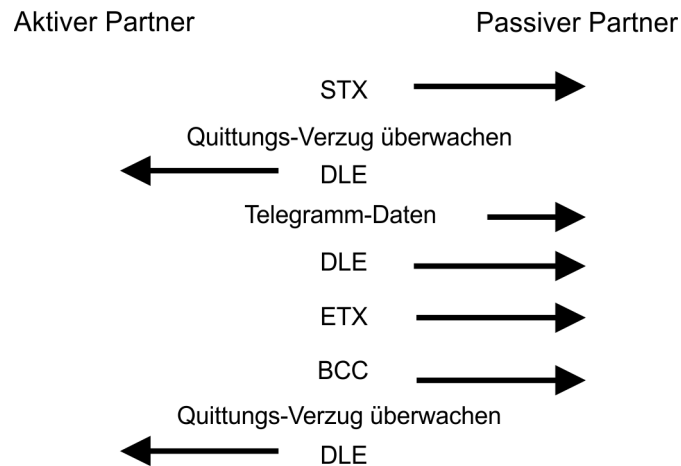 Aktiver Partner Passiver Partner
STX
Quittungs-Verzug überwachen
DLE
Telegramm-Daten
DLE
ETX
BCC
Quittungs-Verzug überwachen
DLE